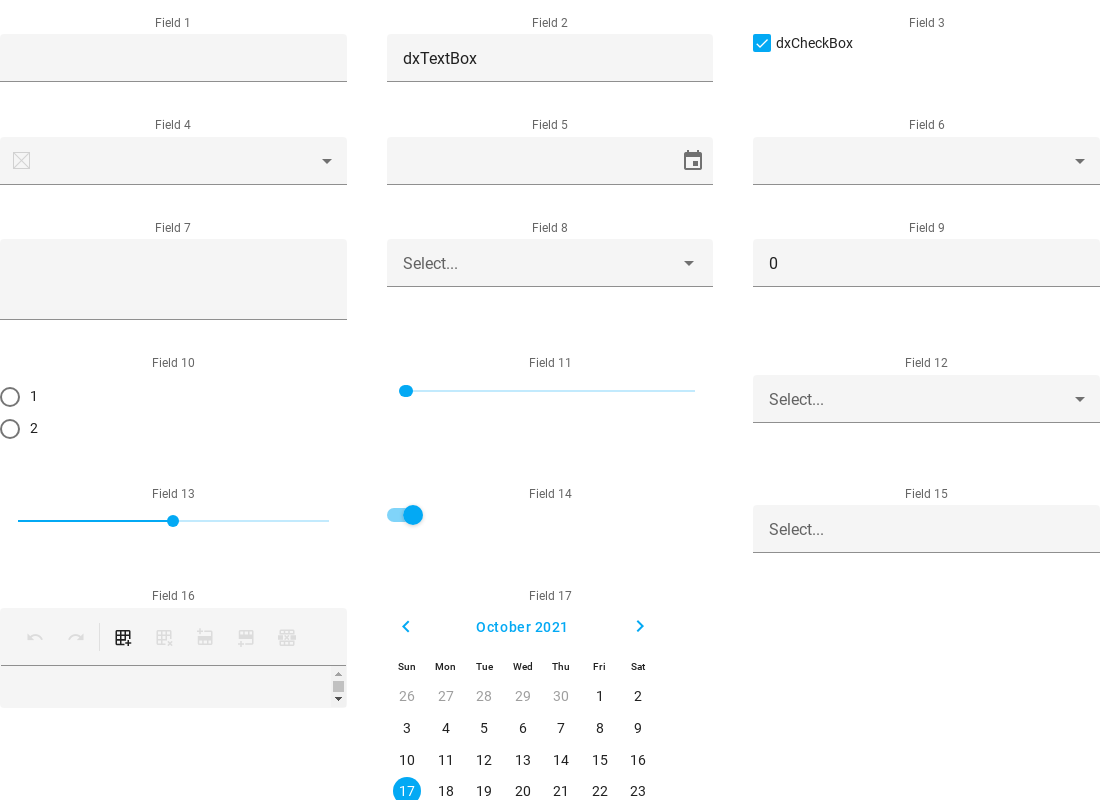 Field 1
Field 2
dxTextBox
Field 3
dxCheckBox
Field 4
Field 5
Field 6
Field 7
Field 8
Select...
Field 9
0
Field 10
1
2
Field 11
Field 12
Select...
Field 13
Field 14
Field 15
Select...
Field 16
Field 17
October 2021
Sun Mon Tue Wed Thu Fri Sat
26 27 28 29 30 1 2
3 4 5 6 7 8 9
10 11 12 13 14 15 16
17 18 19 20 21 22 23